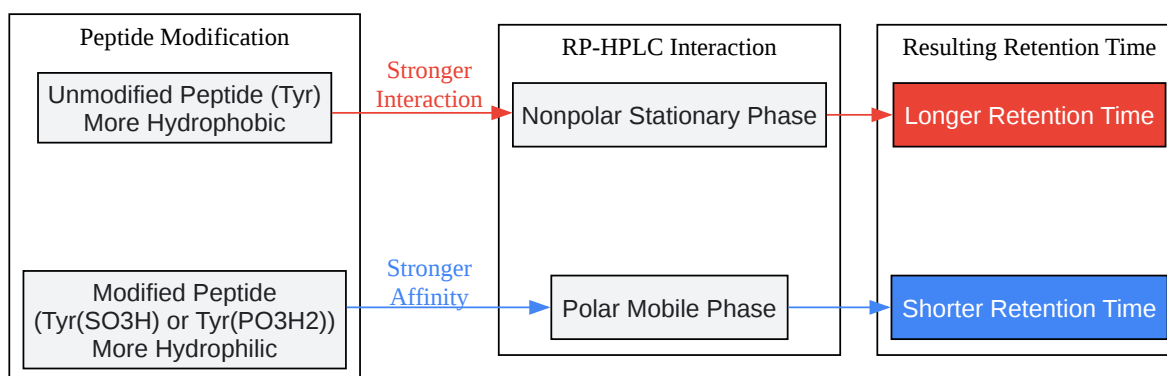 Peptide Modification
Unmodified Peptide (Tyr)
More Hydrophobic
Modified Peptide
(Tyr(SO3H) or Tyr(PO3H2))
More Hydrophilic
Stronger
Interaction
Stronger
Affinity
RP-HPLC Interaction
Nonpolar Stationary Phase
Polar Mobile Phase
Resulting Retention Time
Longer Retention Time
Shorter Retention Time